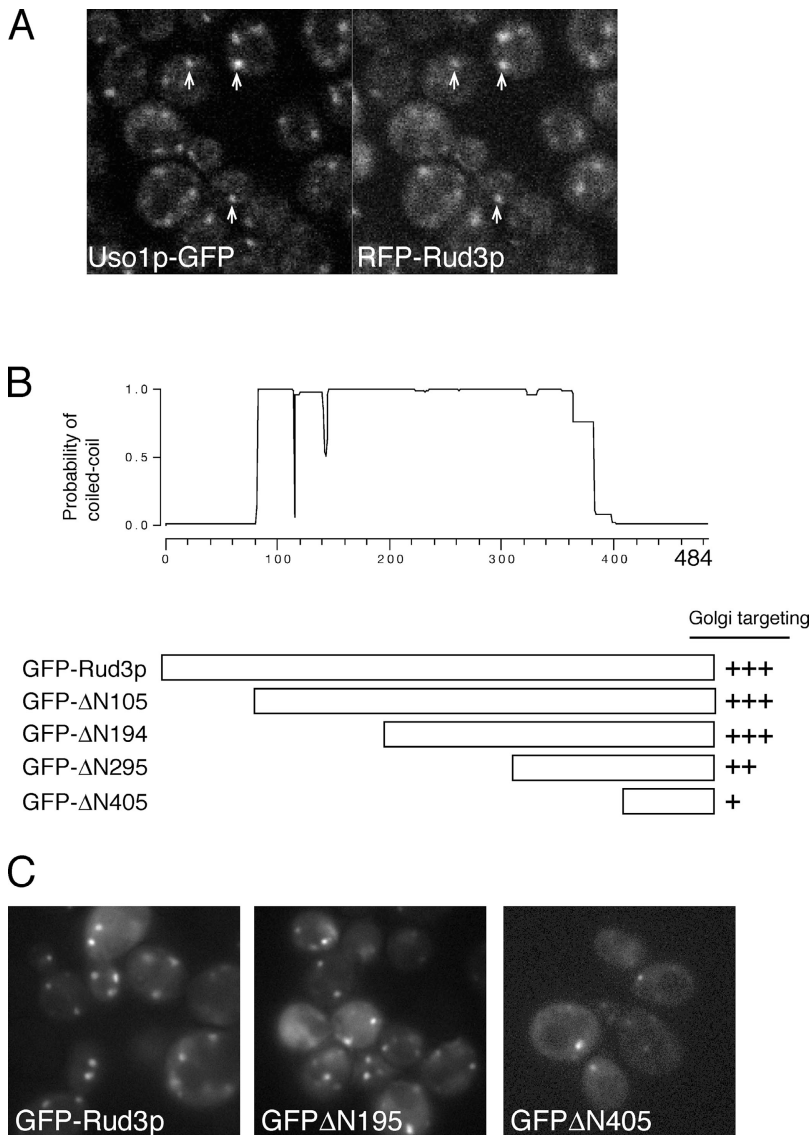 A
Uso1p-GFP
RFP-Rud3p
B
Probability of
coiled-coil
1.0
0.5
0.0
0 100 200 300 400 484
Golgi targeting
GFP-Rud3p +++
GFP-ΔN105 +++
GFP-ΔN194 +++
GFP-ΔN295 ++
GFP-ΔN405 +
C
GFP-Rud3p
GFPΔN195
GFPΔN405